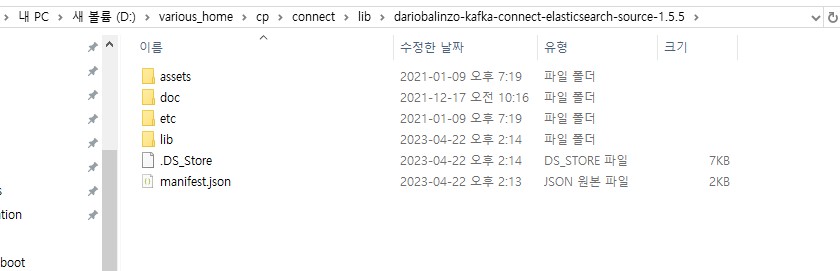 내 PC > 새 볼륨 (D:) > various_home > cp > connect > lib > dariobalinzo-kafka-connect-elasticsearch-source-1.5.5 >
이름 수정한 날짜 유형 크기
assets 2021-01-09 오후 7:19 파일 폴더
doc 2021-12-17 오전 10:16 파일 폴더
etc 2021-01-09 오후 7:19 파일 폴더
lib 2023-04-22 오후 2:14 파일 폴더
.DS_Store 2023-04-22 오후 2:14 DS_STORE 파일 7KB
manifest.json 2023-04-22 오후 2:13 JSON 원본 파일 2KB
s
ation
boot